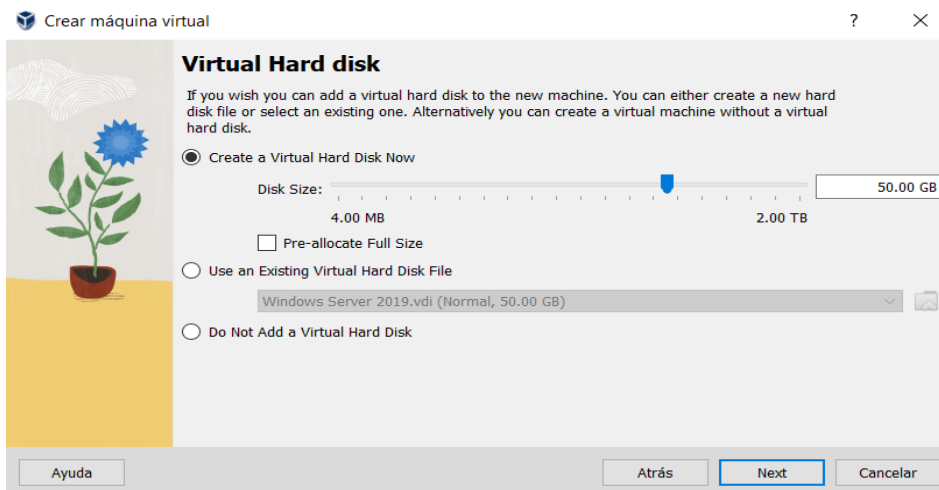 Crear máquina virtual
?
Virtual Hard disk
If you wish you can add a virtual hard disk to the new machine. You can either create a new hard
disk file or select an existing one. Alternatively you can create a virtual machine without a virtual
hard disk.
Create a Virtual Hard Disk Now
Disk Size:
50.00 GB
4.00 MB
2.00 TB
Pre-allocate Full Size
Use an Existing Virtual Hard Disk File
Windows Server 2019.vdi (Normal, 50.00 GB)
Do Not Add a Virtual Hard Disk
Ayuda
Atrás
Next
Cancelar